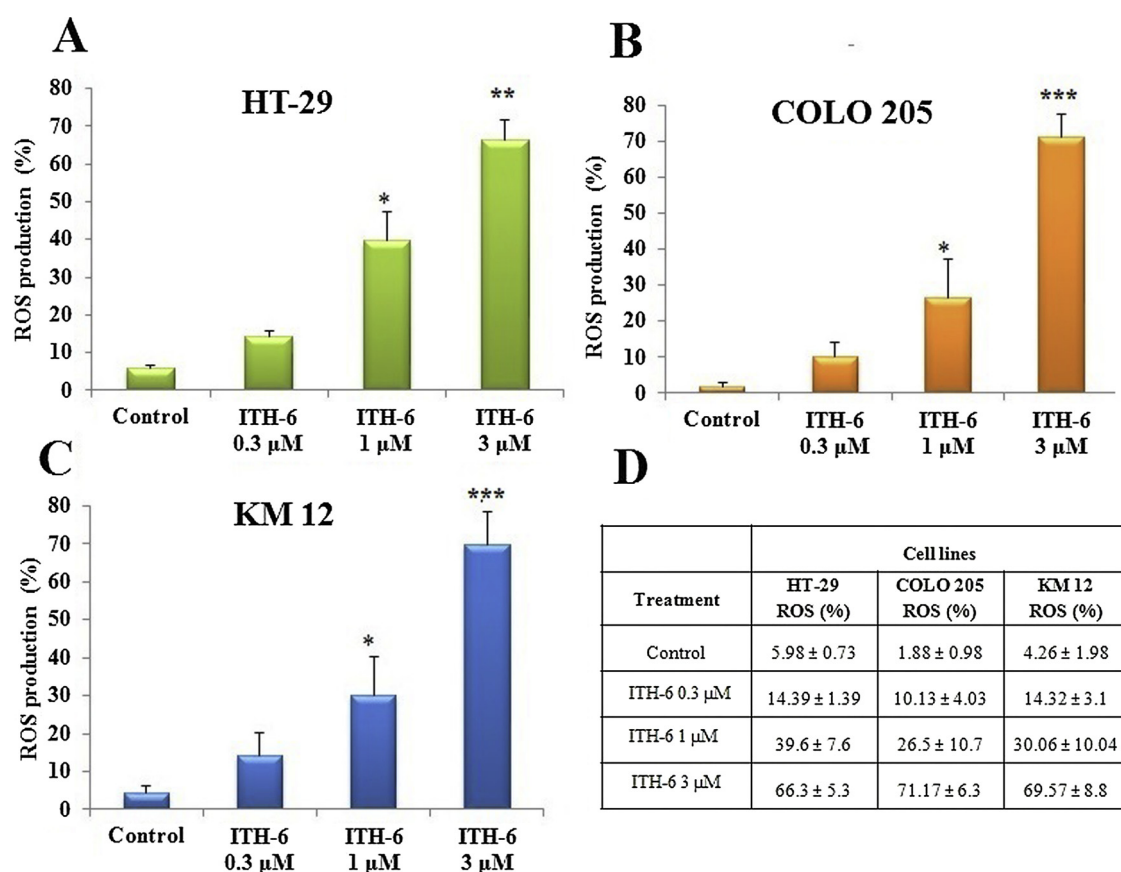 A
HT-29
ROS production (%)
80
70
60
50
40
30
20
10
0
*
**
Control
ITH-6
0.3 µM
ITH-6
1 µM
ITH-6
3 µM
B
COLO 205
ROS production (%)
80
70
60
50
40
30
20
10
0
*
***
Control
ITH-6
0.3 µM
ITH-6
1 µM
ITH-6
3 µM
C
KM 12
ROS production (%)
80
70
60
50
40
30
20
10
0
*
***
Control
ITH-6
0.3 µM
ITH-6
1 µM
ITH-6
3 µM
D
Cell lines
Treatment
HT-29
ROS (%)
COLO 205
ROS (%)
KM 12
ROS (%)
Control 5.98 ± 0.73 1.88 ± 0.98 4.26 ± 1.98
ITH-6 0.3 µM 14.39 ± 1.39 10.13 ± 4.03 14.32 ± 3.1
ITH-6 1 µM 39.6 ± 7.6 26.5 ± 10.7 30.06 ± 10.04
ITH-6 3 µM 66.3 ± 5.3 71.17 ± 6.3 69.57 ± 8.8